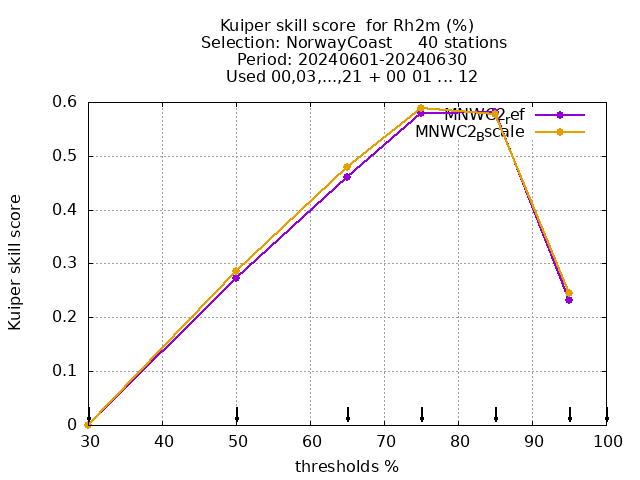 Kuiper skill score  for Rh2m (%)
Selection: NorwayCoast     40 stations
Period: 20240601-20240630
Used 00,03,...,21 + 00 01 ... 12
MNWC2_ref
MNWC2_Bscale
Kuiper skill score
0.6
0.5
0.4
0.3
0.2
0.1
0
30 40 50 60 70 80 90 100
thresholds %